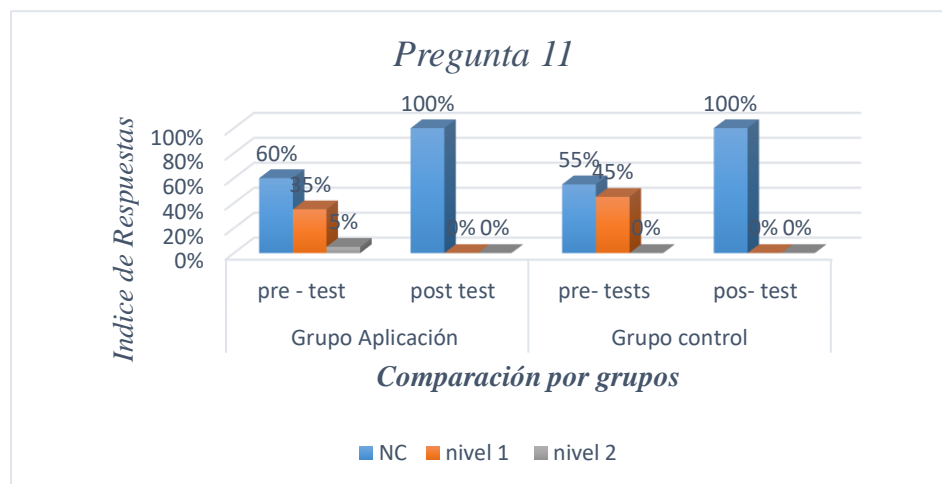 Pregunta 11
Indice de Respuestas
100%
80%
60%
40%
20%
0%
60%
35%
5%
100%
0%
0%
55%
45%
0%
100%
0%
0%
pre - test
post test
pre- tests
pos- test
Grupo Aplicación
Grupo control
Comparación por grupos
NC
nivel 1
nivel 2